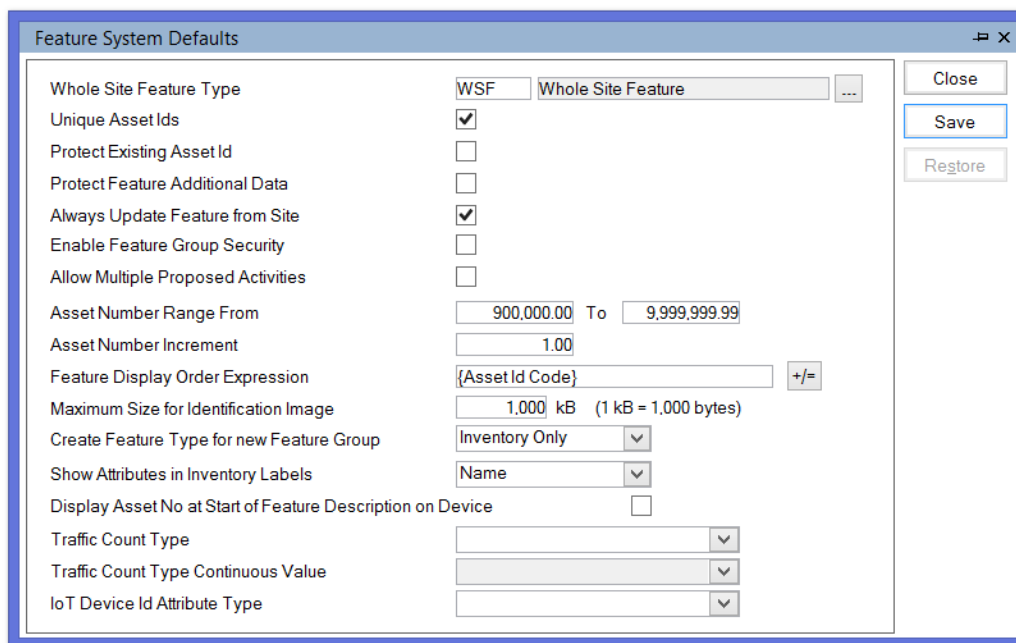 Feature System Defaults
Whole Site Feature Type WSF Whole Site Feature ...
Close
Unique Asset Ids
Save
Protect Existing Asset Id
Restore
Protect Feature Additional Data
Always Update Feature from Site
Enable Feature Group Security
Allow Multiple Proposed Activities
Asset Number Range From 900,000.00 To 9,999,999.99
Asset Number Increment 1.00
Feature Display Order Expression {Asset Id Code} +/=
Maximum Size for Identification Image 1,000 kB (1 kB = 1,000 bytes)
Create Feature Type for new Feature Group Inventory Only
Show Attributes in Inventory Labels Name
Display Asset No at Start of Feature Description on Device
Traffic Count Type
Traffic Count Type Continuous Value
IoT Device Id Attribute Type